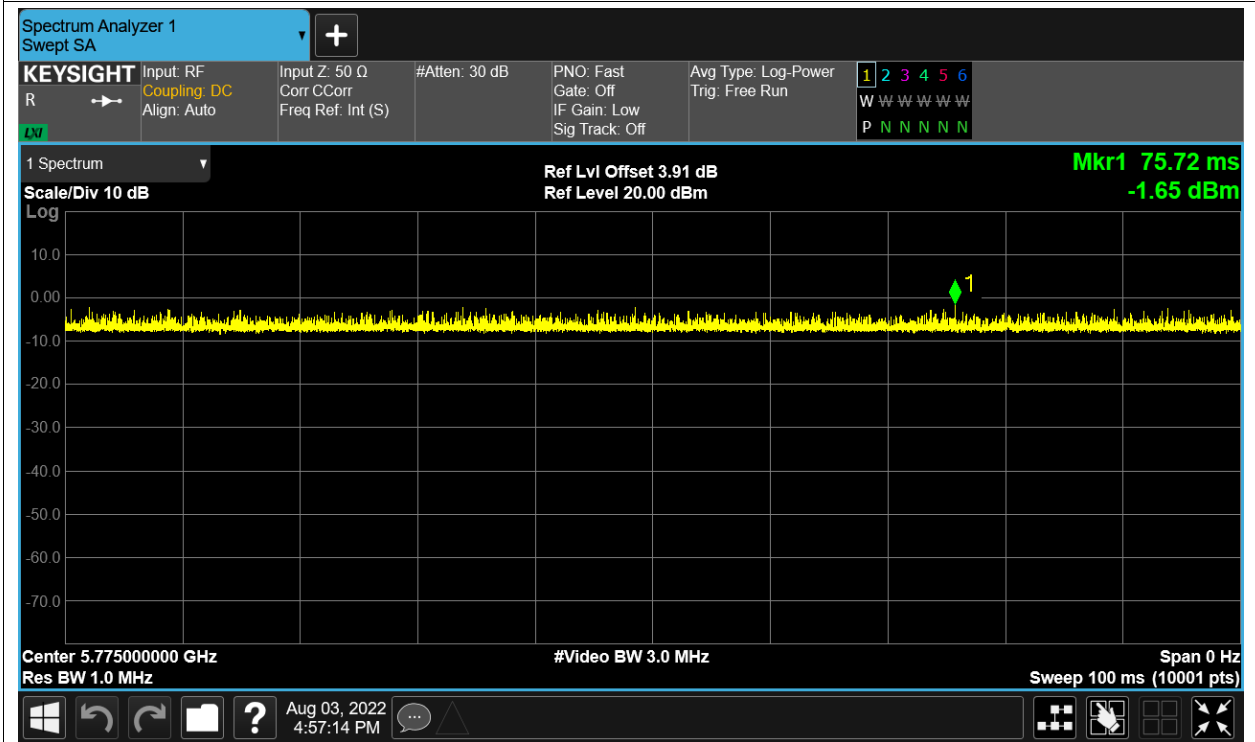 Spectrum Analyzer 1
Swept SA
+
KEYSIGHT
R
LXI
Input: RF
Coupling: DC
Align: Auto
Input Z: 50 Ω
Corr CCorr
Freq Ref: Int (S)
#Atten: 30 dB
PNO: Fast
Gate: Off
IF Gain: Low
Sig Track: Off
Avg Type: Log-Power
Trig: Free Run
1 2 3 4 5 6
W W W W W W
P N N N N N
1 Spectrum
Scale/Div 10 dB
Log
Ref Lvl Offset 3.91 dB
Ref Level 20.00 dBm
Mkr1 75.72 ms
-1.65 dBm
10.0
0.00
-10.0
-20.0
-30.0
-40.0
-50.0
-60.0
-70.0
1
Center 5.775000000 GHz
Res BW 1.0 MHz
#Video BW 3.0 MHz
Span 0 Hz
Sweep 100 ms (10001 pts)
?
Aug 03, 2022
4:57:14 PM